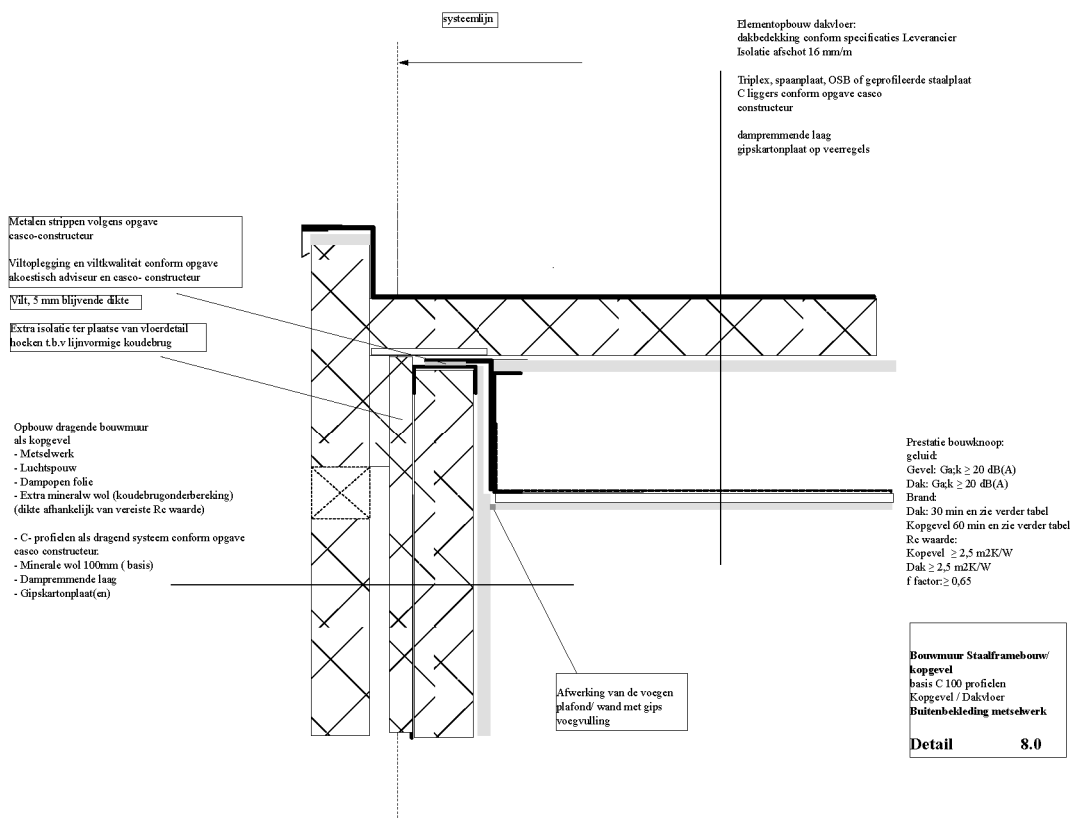 systeemlijn
Elementopbouw dakvloer:
dakbedekking conform specificaties Leverancier
Isolatie afschot 16 mm/m
Triplex, spaanplaat, OSB of geprofileerde staalplaat
C liggers conform opgave casco
constructeur
dampremmende laag
gipskartonplaat op veerregels
Metalen strippen volgens opgave
casco-constructeur
Viltoplegging en viltkwaliteit conform opgave
akoestisch adviseur en casco- constructeur
Vilt, 5 mm blijvende dikte
Extra isolatie ter plaatse van vloerdetail
hoeken t.b.v lijnvormige koudebrug
Opbouw dragende bouwmuur
als kopgevel
- Metselwerk
- Luchtspouw
- Dampopen folie
- Extra mineralw wol (koudebrugonderbereking)
(dikte afhankelijk van vereiste Rc waarde)
- C- profielen als dragend systeem conform opgave
casco constructeur.
- Minerale wol 100mm ( basis)
- Dampremmende laag
- Gipskartonplaat(en)
Prestatie bouwknoop:
geluid:
Gevel: Ga;k ≥ 20 dB(A)
Dak: Ga;k ≥ 20 dB(A)
Brand:
Dak: 30 min en zie verder tabel
Kopgevel 60 min en zie verder tabel
Rc waarde:
Kopevel ≥ 2,5 m2K/W
Dak ≥ 2,5 m2K/W
f factor:≥ 0,65
Afwerking van de voegen
plafond/ wand met gips
voegvulling
Bouwmuur Staalframebouw/
kopgevel
basis C 100 profielen
Kopgevel / Dakvloer
Buitenbekleding metselwerk
Detail 8.0